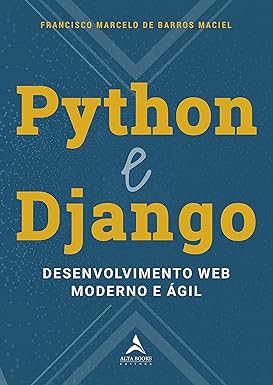 FRANCISCO MARCELO DE BARROS MACIEL
Python
e
Django
DESENVOLVIMENTO WEB
MODERNO E ÁGIL
ALTA BOOKS
EDITORA